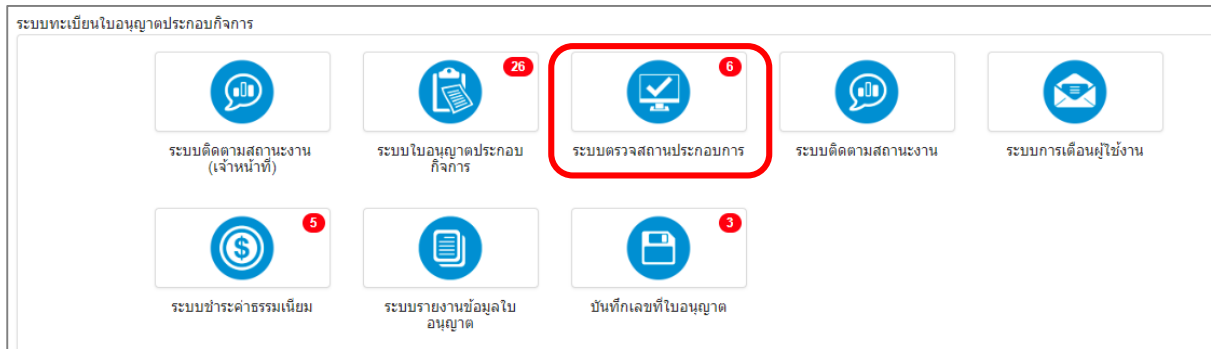 ระบบทะเบียนใบอนุญาตประกอบกิจการ
26
6
ระบบติดตามสถานะงาน
(เจ้าหน้าที่)
ระบบใบอนุญาตประกอบ
กิจการ
ระบบตรวจสถานประกอบการ
ระบบติดตามสถานะงาน
ระบบการเตือนผู้ใช้งาน
5
3
$
ระบบชำระค่าธรรมเนียม
ระบบรายงานข้อมูลใบ
อนุญาต
บันทึกเลขที่ใบอนุญาต